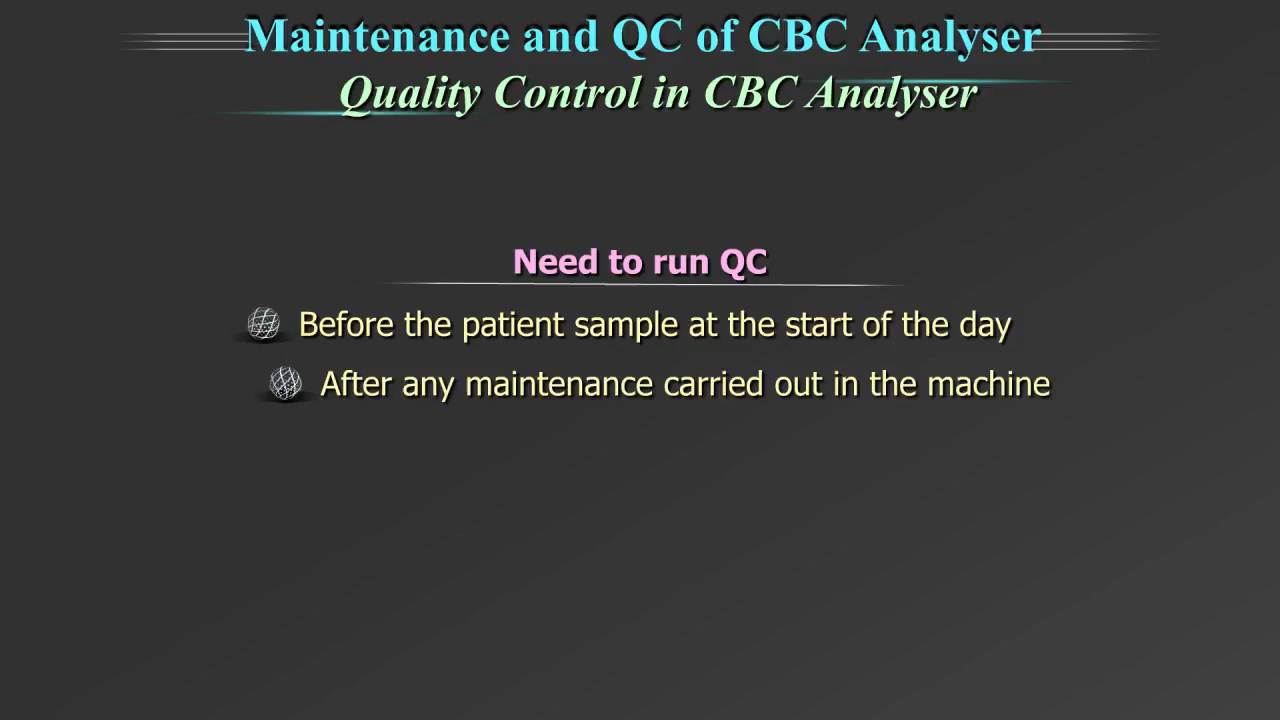 Maintenance and QC of CBC Analyser
Quality Control in CBC Analyser
Need to run QC
Before the patient sample at the start of the day
After any maintenance carried out in the machine